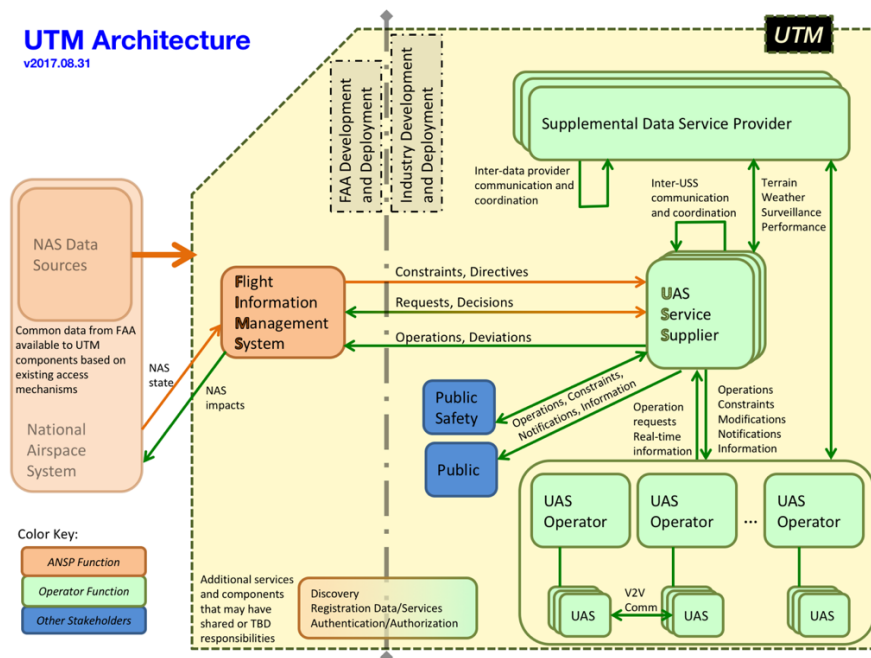 UTM Architecture
v2017.08.31
UTM
FAA Development
and Deployment
Industry Development
and Deployment
Supplemental Data Service Provider
Inter-data provider
communication and
coordination
Inter-USS
communication
and coordination
Terrain
Weather
Surveillance
Performance
NAS Data
Sources
Common data from FAA
available to UTM
components based on
existing access
mechanisms
National
Airspace
System
NAS
state
NAS
impacts
Flight
Information
Management
System
Constraints, Directives
Requests, Decisions
Operations, Deviations
UAS
Service
Supplier
Public
Safety
Public
Operations, Constraints,
Notifications, Information
Operation
requests
Real-time
information
Operations
Constraints
Modifications
Notifications
Information
UAS
Operator
UAS
Operator
...
UAS
Operator
UAS
V2V
Comm
UAS
UAS
Color Key:
ANSP Function
Operator Function
Other Stakeholders
Additional services and
components that may have
shared or TBD
responsibilities
Discovery
Registration Data/Services
Authentication/Authorization